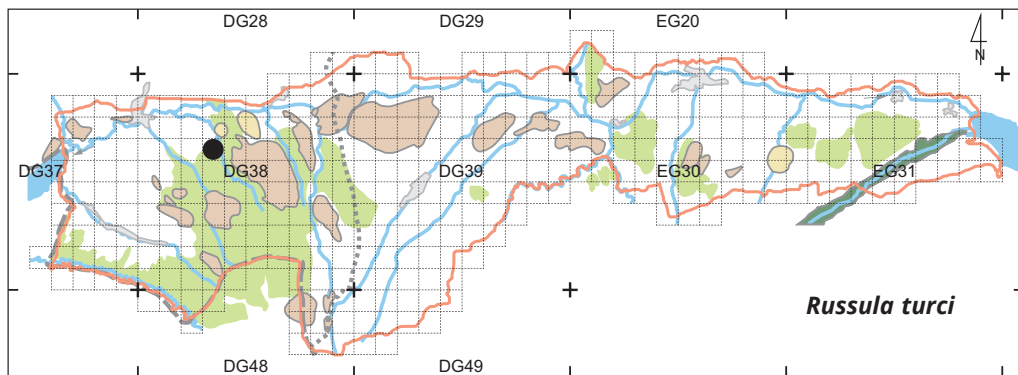 DG28 DG29 EG20
N
DG37 DG38 DG39 EG30 EG31
Russula turci
DG48 DG49